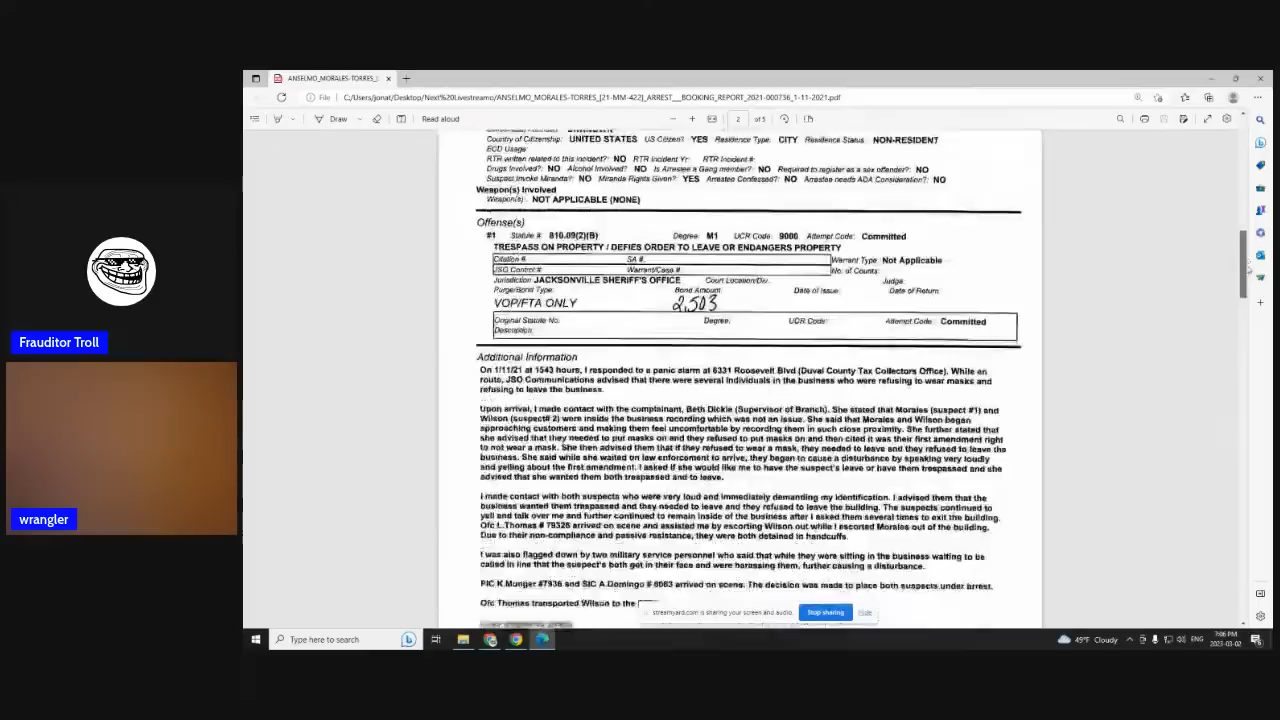 ANSELMO_MORALES-TORRES_[
File
C:/Users/jonat/Desktop/Next%20Livestreamo/ANSELMO_MORALES-TORRES_[21-MM-422]_ARREST___BOOKING_REPORT_2021-000736_1-11-2021.pdf
Draw
Read aloud
2 of 5
Country of Citizenship: UNITED STATES US Citizen? YES Residence Type: CITY Residence Status: NON-RESIDENT
ECD Usage:
RTR written related to this Incident?: NO RTR Incident Yr: RTR Incident #:
Drugs Involved?: NO Alcohol Involved?: NO Is Arrestee a Gang member?: NO Required to register as a sex offender?: NO
Suspect Invoke Miranda?: NO Miranda Rights Given?: YES Arrestee Confessed?: NO Arrestee needs ADA Consideration?: NO
Weapon(s) Involved
Weapon(s): NOT APPLICABLE (NONE)
Offense(s)
#1 Statute #: 810.09(2)(B) Degree: M1 UCR Code: 9000 Attempt Code: Committed
TRESPASS ON PROPERTY / DEFIES ORDER TO LEAVE OR ENDANGERS PROPERTY
Citation #: SA #: Warrant Type: Not Applicable
JSO Control #: Warrant/Case #: No. of Counts:
Jurisdiction: JACKSONVILLE SHERIFF'S OFFICE Court Location/Div.: Judge:
Purge/Bond Type: Bond Amount: Date of Issue: Date of Return:
VOP/FTA ONLY 2,503
Original Statute No: Degree: UCR Code: Attempt Code: Committed
Description:
Additional Information
On 1/11/21 at 1543 hours, I responded to a panic alarm at 6331 Roosevelt Blvd (Duval County Tax Collectors Office). While en
route, JSO Communications advised that there were several individuals in the business who were refusing to wear masks and
refusing to leave the business.
Upon arrival, I made contact with the complainant, Beth Dickie (Supervisor of Branch). She stated that Morales (suspect #1) and
Wilson (suspect# 2) were inside the business recording which was not an issue. She said that Morales and Wilson began
approaching customers and making them feel uncomfortable by recording them in such close proximity. She further stated that
she advised that they needed to put masks on and they refused to put masks on and then cited it was their first amendment right
to not wear a mask. She then advised them that if they refused to wear a mask, they needed to leave and they refused to leave the
business. She said while she waited on law enforcement to arrive, they began to cause a disturbance by speaking very loudly
and yelling about the first amendment. I asked if she would like me to have the suspect's leave or have them trespassed and she
advised that she wanted them both trespassed and to leave.
I made contact with both suspects who were very loud and immediately demanding my identification. I advised them that the
business wanted them trespassed and they needed to leave and they refused to leave the building. The suspects continued to
yell and talk over me and further continued to remain inside of the business after I asked them several times to exit the building.
Ofc L.Thomas # 79326 arrived on scene and assisted me by escorting Wilson out while I escorted Morales out of the building.
Due to their non-compliance and passive resistance, they were both detained in handcuffs.
I was also flagged down by two military service personnel who said that while they were sitting in the business waiting to be
called in line that the suspect's both got in their face and were harassing them, further causing a disturbance.
PIC K.Munger #7936 and SIC A.Domingo # 6063 arrived on scene. The decision was made to place both suspects under arrest.
Ofc Thomas transported Wilson to the
streamyard.com is sharing your screen and audio.
Stop sharing
Hide
Frauditor Troll
wrangler
Type here to search
49°F Cloudy
ENG
7:06 PM
2023-03-02